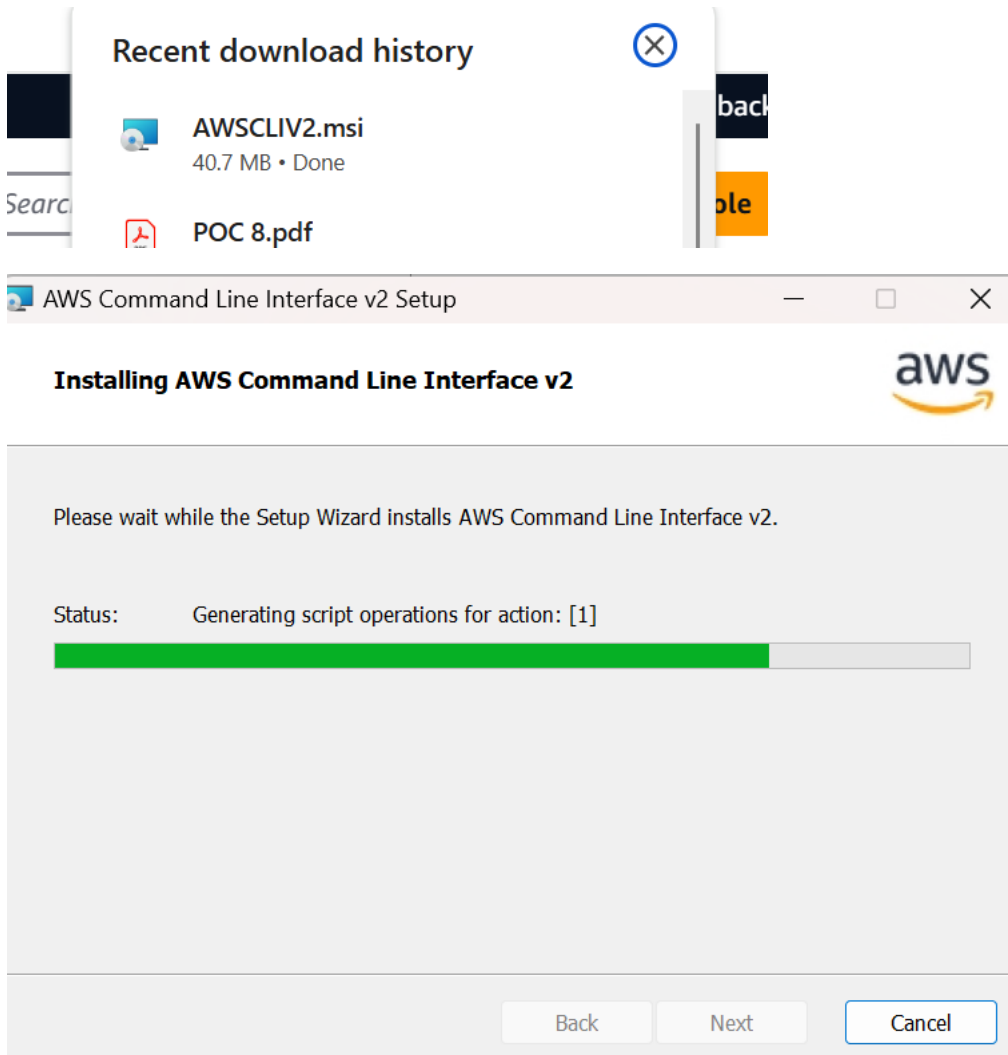 Recent download history
back
AWSCLIV2.msi
40.7 MB • Done
Searc
ole
POC 8.pdf
AWS Command Line Interface v2 Setup
Installing AWS Command Line Interface v2
aws
Please wait while the Setup Wizard installs AWS Command Line Interface v2.
Status: Generating script operations for action: [1]
Back Next Cancel